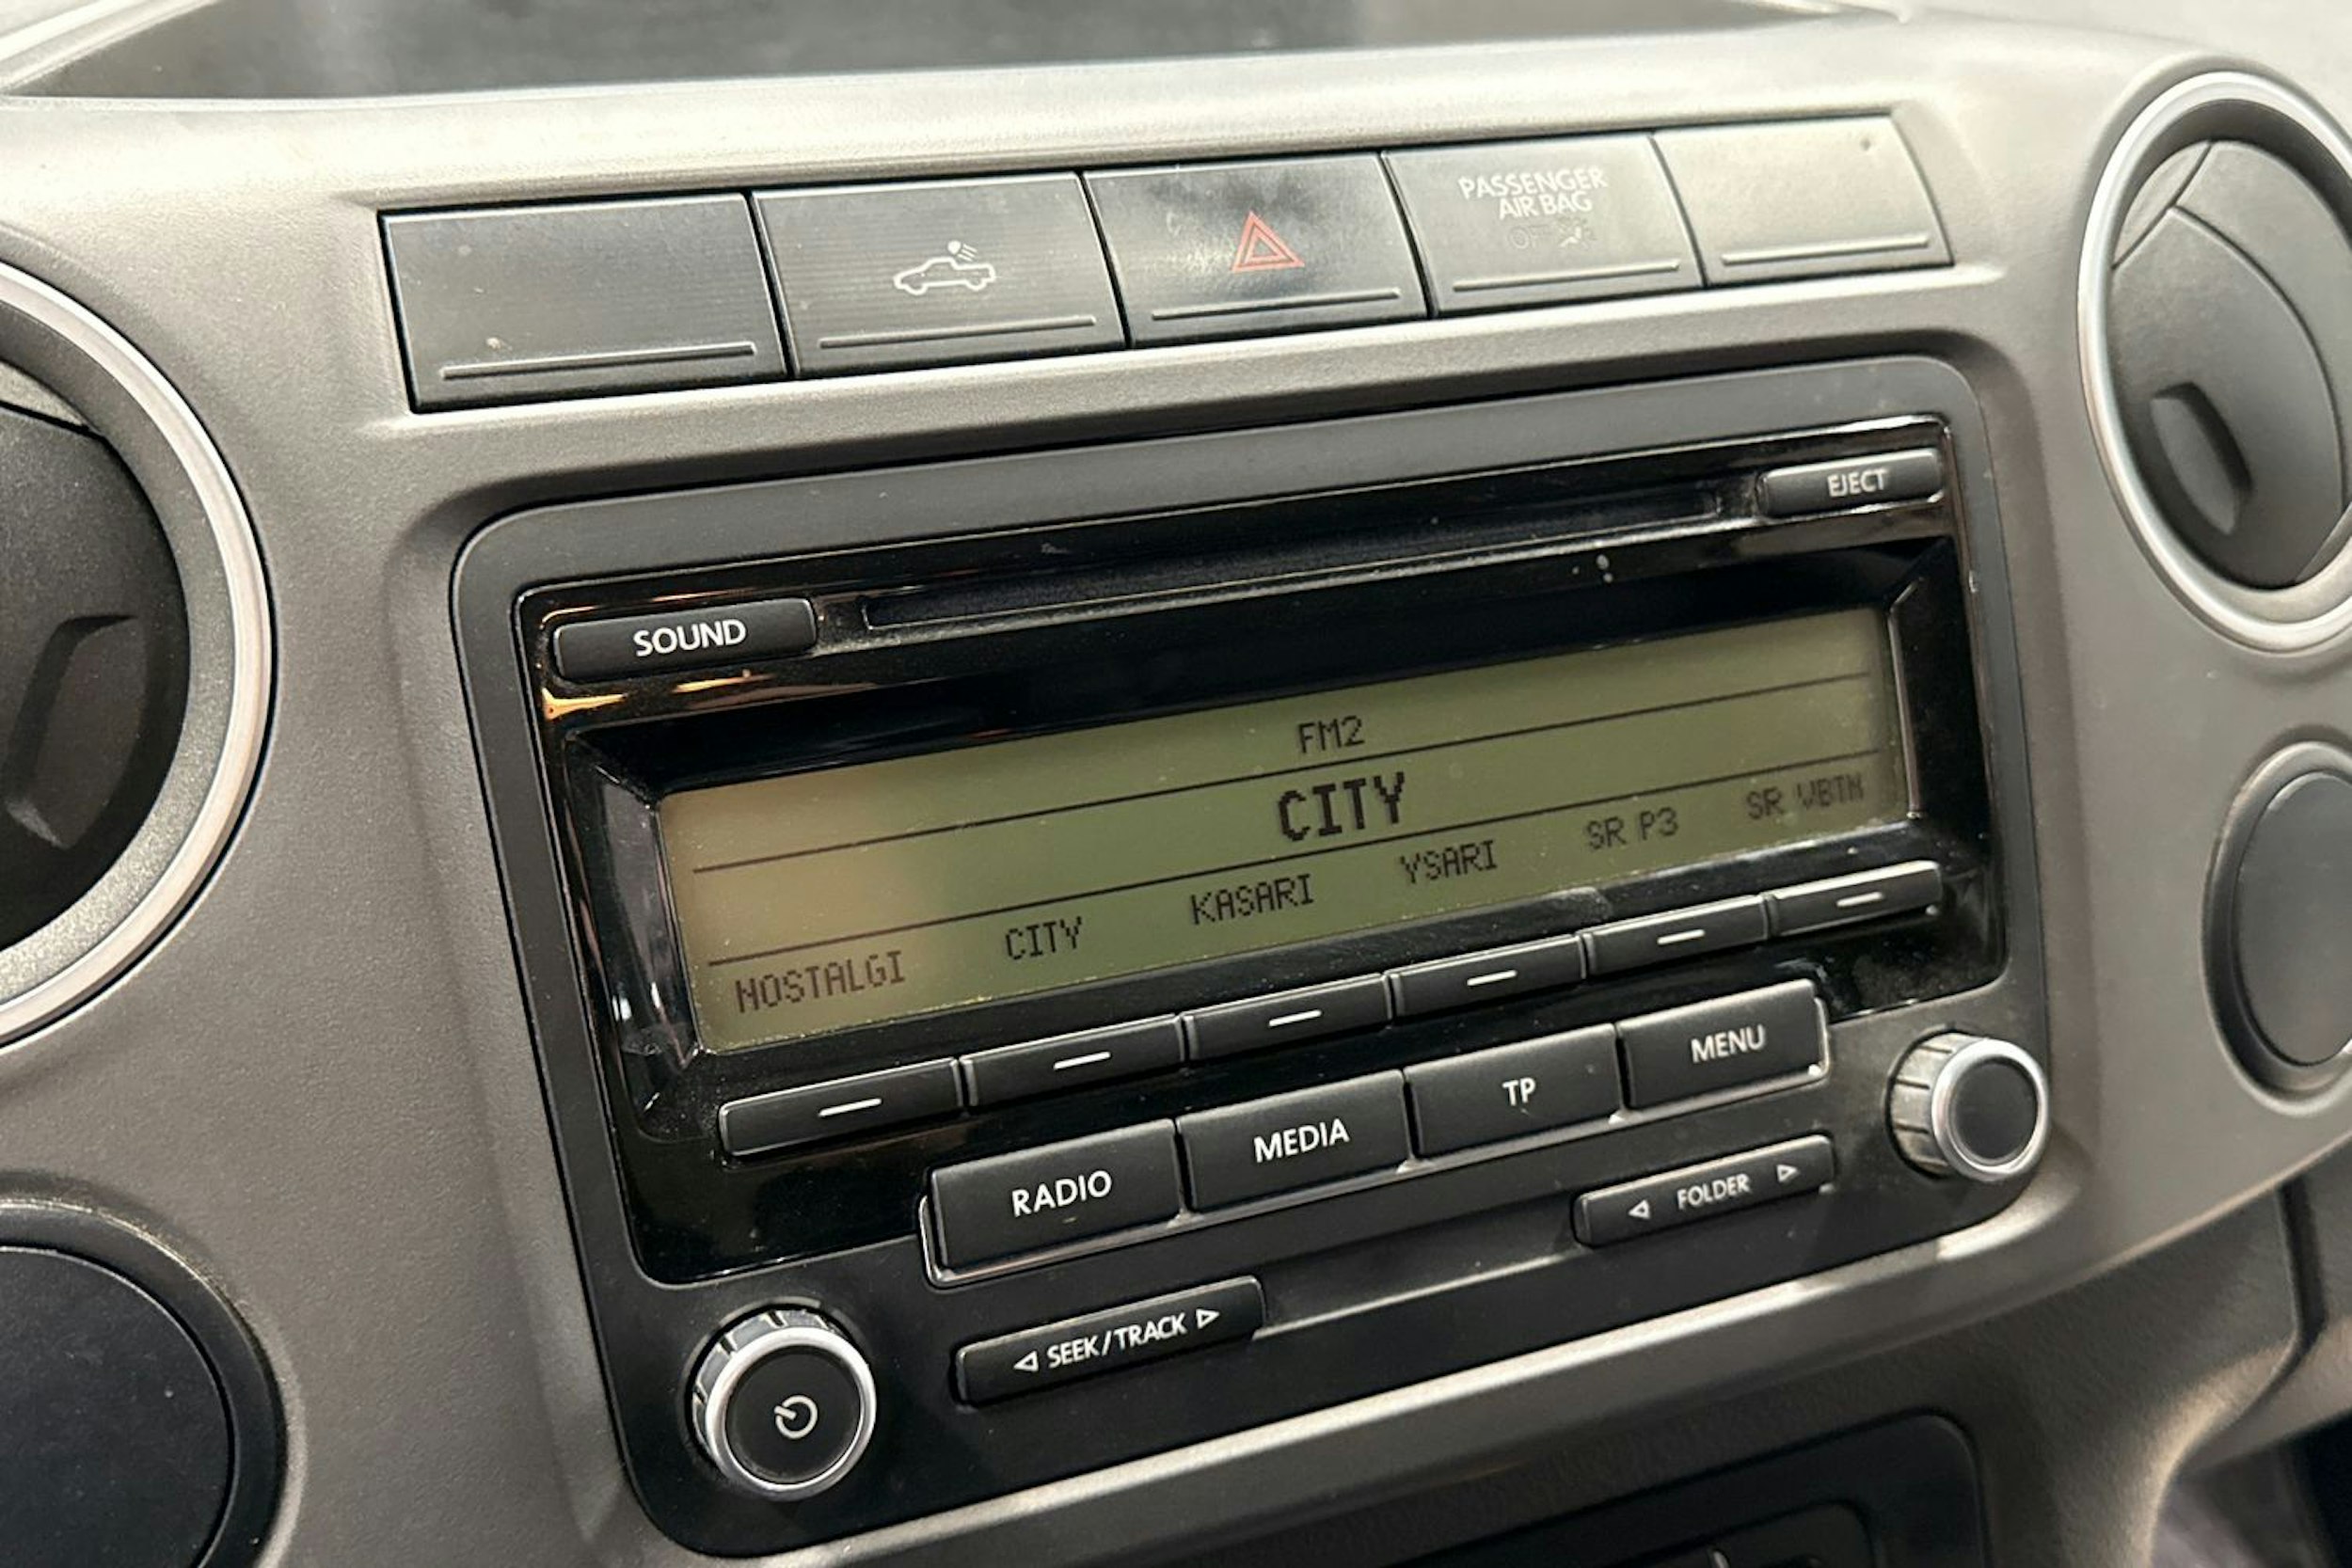 PASSENGER
AIR BAG
OFF
EJECT
SOUND
FM2
CITY
NOSTALGI CITY KASARI YSARI SR P3 SR VBTN
RADIO MEDIA TP MENU
SEEK/TRACK FOLDER